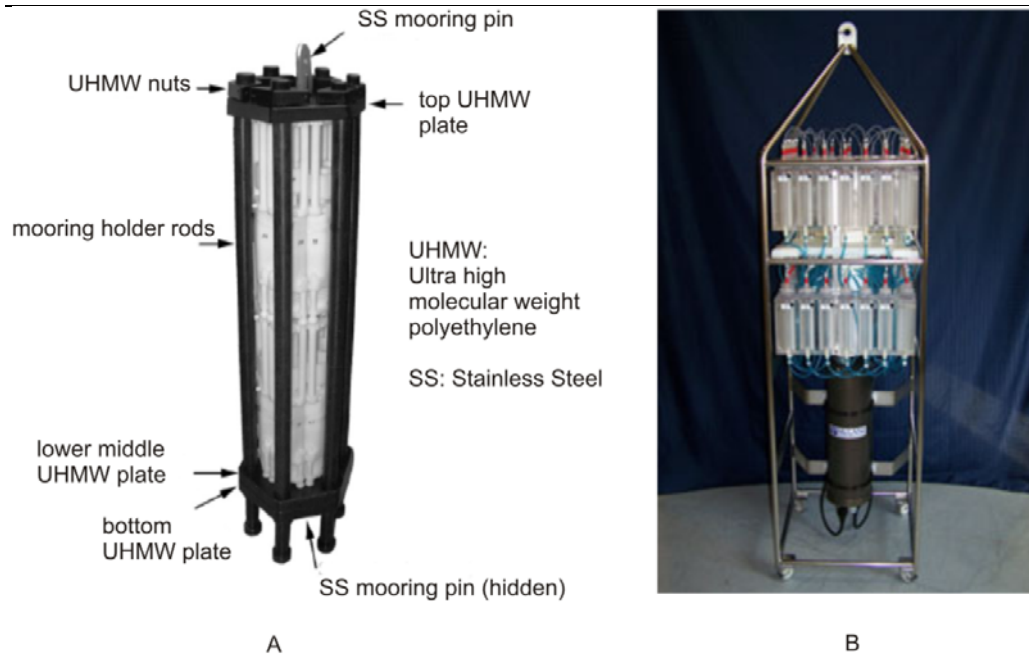 SS mooring pin
UHMW nuts
top UHMW
plate
mooring holder rods
UHMW:
Ultra high
molecular weight
polyethylene
SS: Stainless Steel
lower middle
UHMW plate
bottom
UHMW plate
SS mooring pin (hidden)
A
B